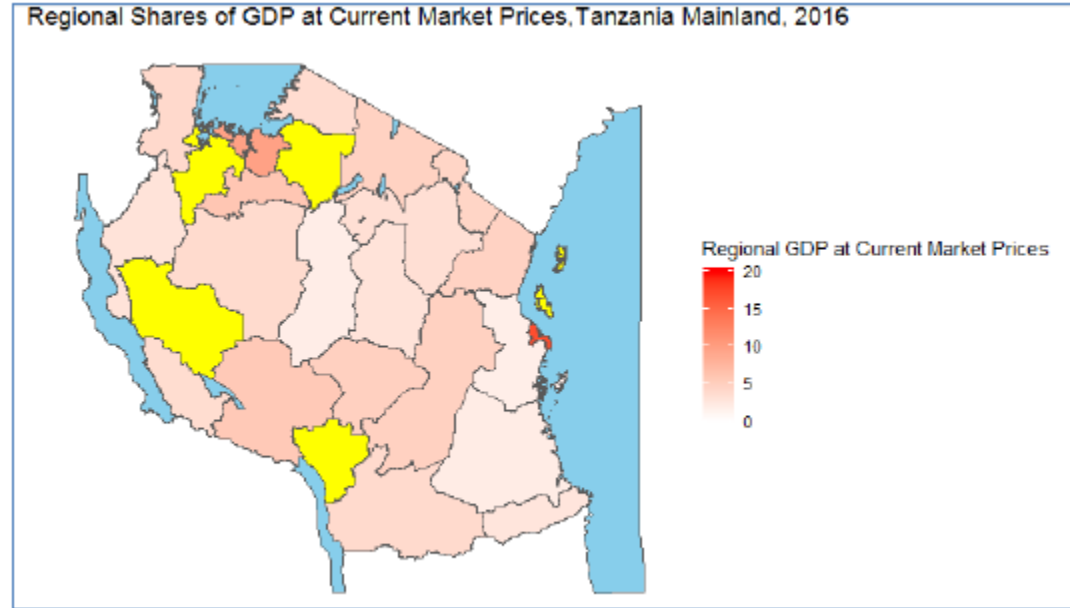 Regional Shares of GDP at Current Market Prices,Tanzania Mainland, 2016
Regional GDP at Current Market Prices
20
15
10
5
0